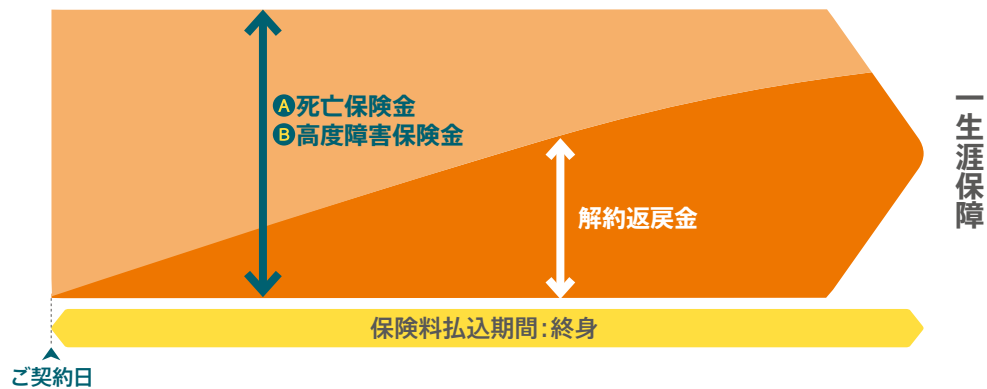 Ⓐ死亡保険金
Ⓑ高度障害保険金
解約返戻金
一生涯保障
保険料払込期間:終身
ご契約日